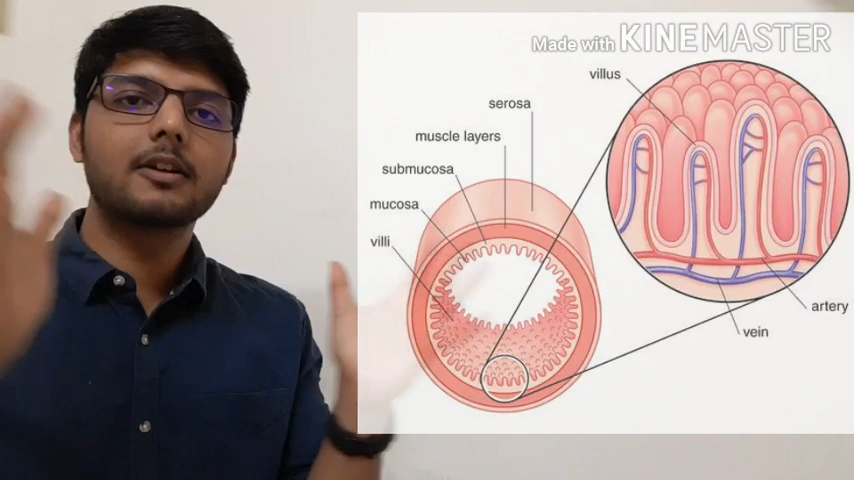 Made with KINEMASTER
villus
serosa
muscle layers
submucosa
mucosa
villi
artery
vein